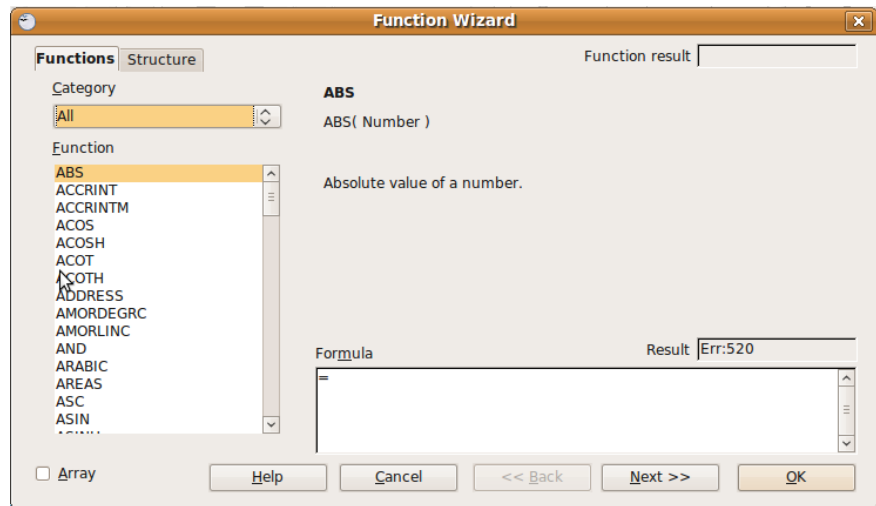 Function Wizard
Functions Structure
Function result
Category
All
Function
ABS
ACCRINT
ACCRINTM
ACOS
ACOSH
ACOT
ACOTH
ADDRESS
AMORDEGRC
AMORLINC
AND
ARABIC
AREAS
ASC
ASIN
ABS
ABS( Number )
Absolute value of a number.
Formula
Result Err:520
=
Array
Help
Cancel
<< Back
Next >>
OK